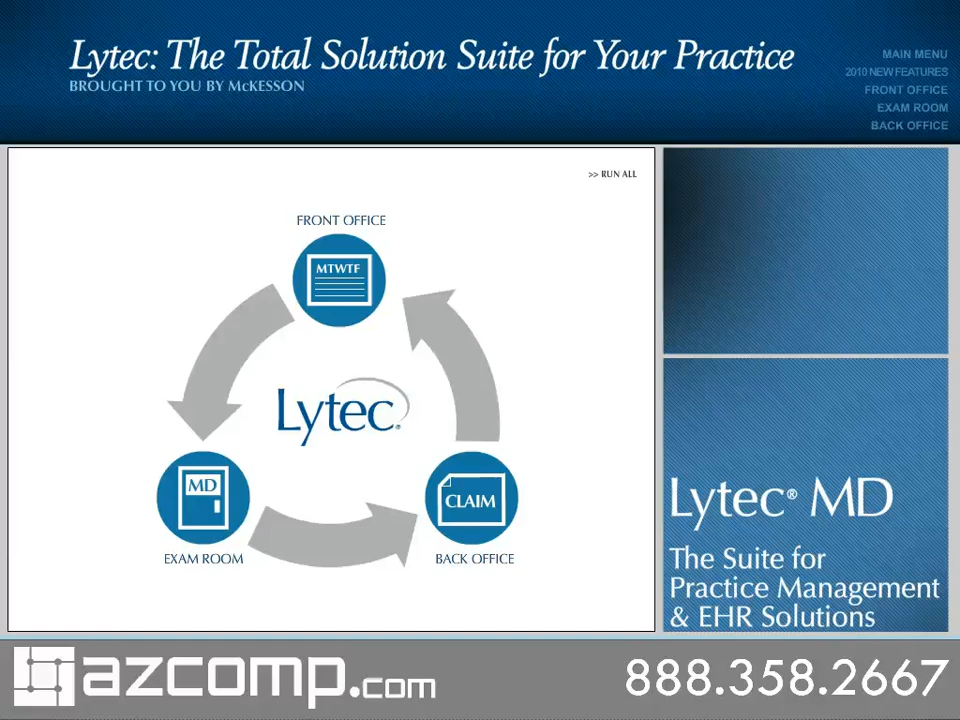 Lytec: The Total Solution Suite for Your Practice
BROUGHT TO YOU BY McKESSON
MAIN MENU
2010 NEW FEATURES
FRONT OFFICE
EXAM ROOM
BACK OFFICE
>> RUN ALL
FRONT OFFICE
MTWTF
Lytec®
MD
CLAIM
EXAM ROOM
BACK OFFICE
Lytec® MD
The Suite for
Practice Management
& EHR Solutions
azcomp.com
888.358.2667